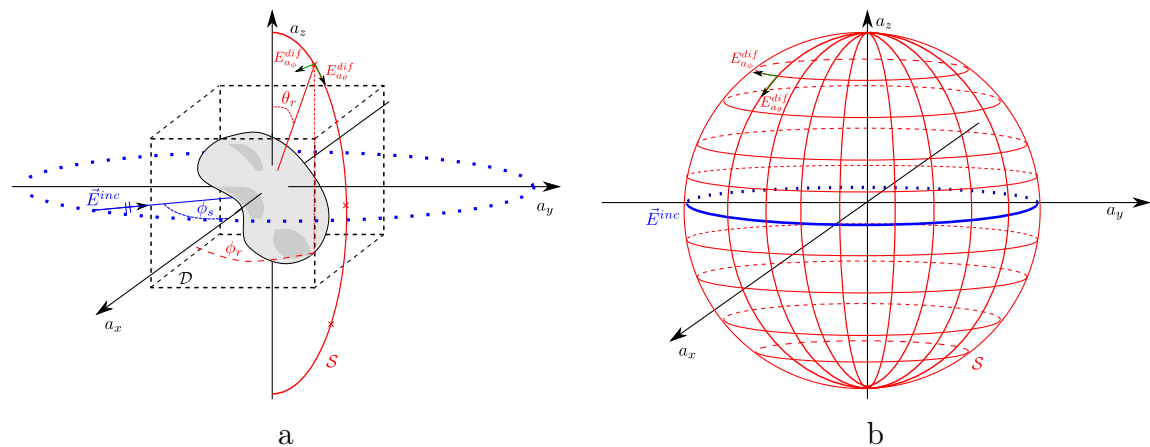 a_z
E^{dif}_{a_φ}
E^{dif}_{a_θ}
θ_r
\vec{E}^{inc}
φ_s
a_y
φ_r
𝒟
a_x
𝒮
a
a_z
E^{dif}_{a_φ}
E^{dif}_{a_θ}
\vec{E}^{inc}
a_y
a_x
𝒮
b